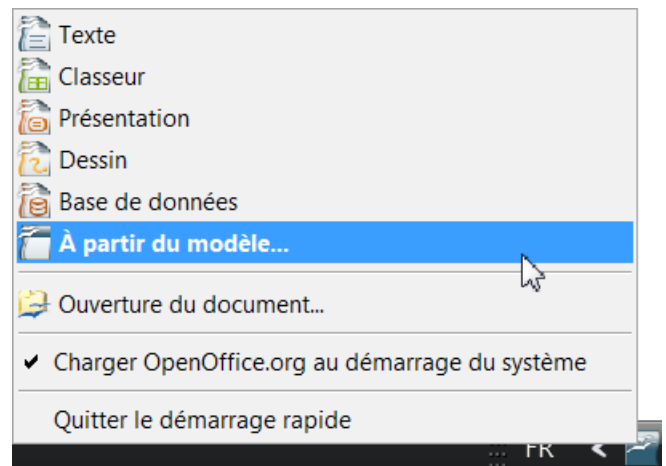 Texte
Classeur
Présentation
Dessin
Base de données
À partir du modèle...
Ouverture du document...
Charger OpenOffice.org au démarrage du système
Quitter le démarrage rapide
FR